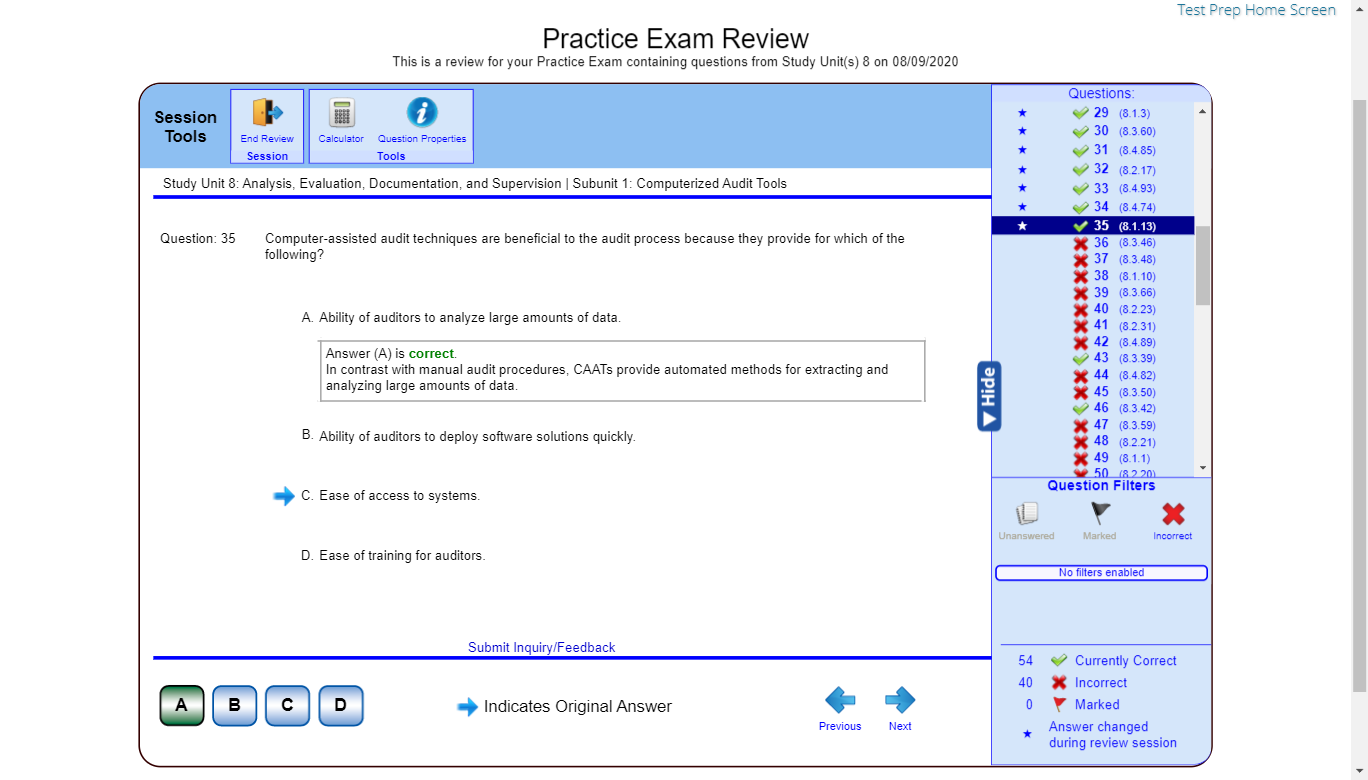 Test Prep Home Screen
Practice Exam Review
This is a review for your Practice Exam containing questions from Study Unit(s) 8 on 08/09/2020
Session
Tools
End Review
Session
Calculator
Question Properties
Tools
Study Unit 8: Analysis, Evaluation, Documentation, and Supervision | Subunit 1: Computerized Audit Tools
Question: 35
Computer-assisted audit techniques are beneficial to the audit process because they provide for which of the
following?
A. Ability of auditors to analyze large amounts of data.
Answer (A) is correct.
In contrast with manual audit procedures, CAATs provide automated methods for extracting and
analyzing large amounts of data.
B. Ability of auditors to deploy software solutions quickly.
C. Ease of access to systems.
D. Ease of training for auditors.
Submit Inquiry/Feedback
A B C D
Indicates Original Answer
Previous
Next
Hide
Questions:
29 (8.1.3)
30 (8.3.60)
31 (8.4.85)
32 (8.2.17)
33 (8.4.93)
34 (8.4.74)
35 (8.1.13)
36 (8.3.46)
37 (8.3.48)
38 (8.1.10)
39 (8.3.66)
40 (8.2.23)
41 (8.2.31)
42 (8.4.89)
43 (8.3.39)
44 (8.4.82)
45 (8.3.50)
46 (8.3.42)
47 (8.3.59)
48 (8.2.21)
49 (8.1.1)
50 (8.2.20)
Question Filters
Unanswered
Marked
Incorrect
No filters enabled
54 Currently Correct
40 Incorrect
0 Marked
Answer changed
during review session